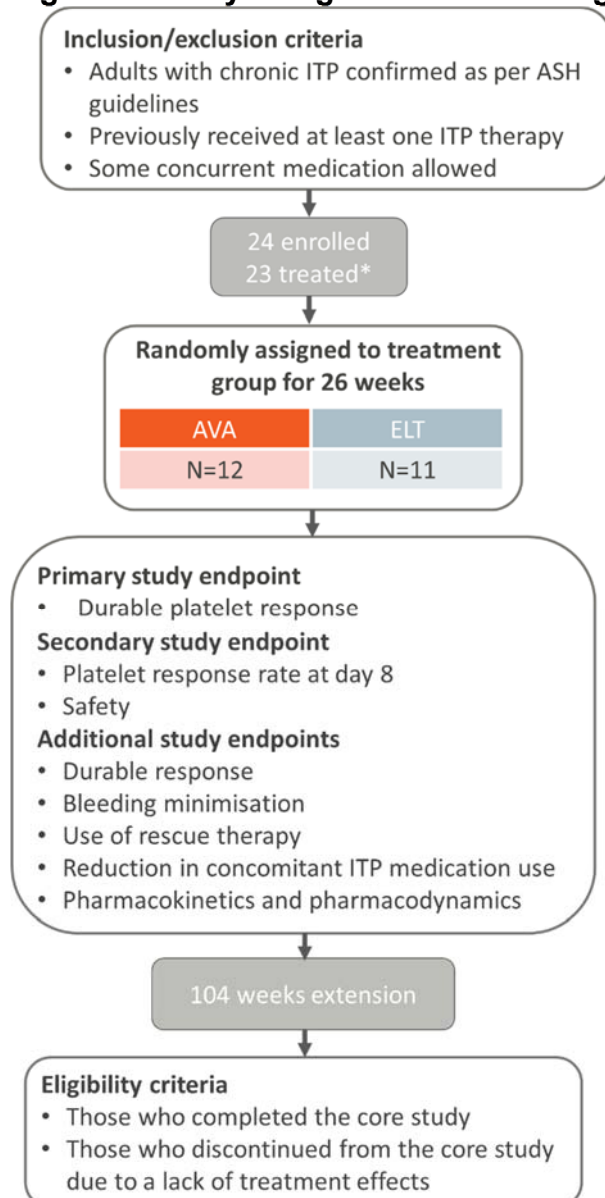 Inclusion/exclusion criteria
• Adults with chronic ITP confirmed as per ASH
guidelines
• Previously received at least one ITP therapy
• Some concurrent medication allowed
24 enrolled
23 treated*
Randomly assigned to treatment
group for 26 weeks
AVA ELT
N=12 N=11
Primary study endpoint
• Durable platelet response
Secondary study endpoint
• Platelet response rate at day 8
• Safety
Additional study endpoints
• Durable response
• Bleeding minimisation
• Use of rescue therapy
• Reduction in concomitant ITP medication use
• Pharmacokinetics and pharmacodynamics
104 weeks extension
Eligibility criteria
• Those who completed the core study
• Those who discontinued from the core study
due to a lack of treatment effects